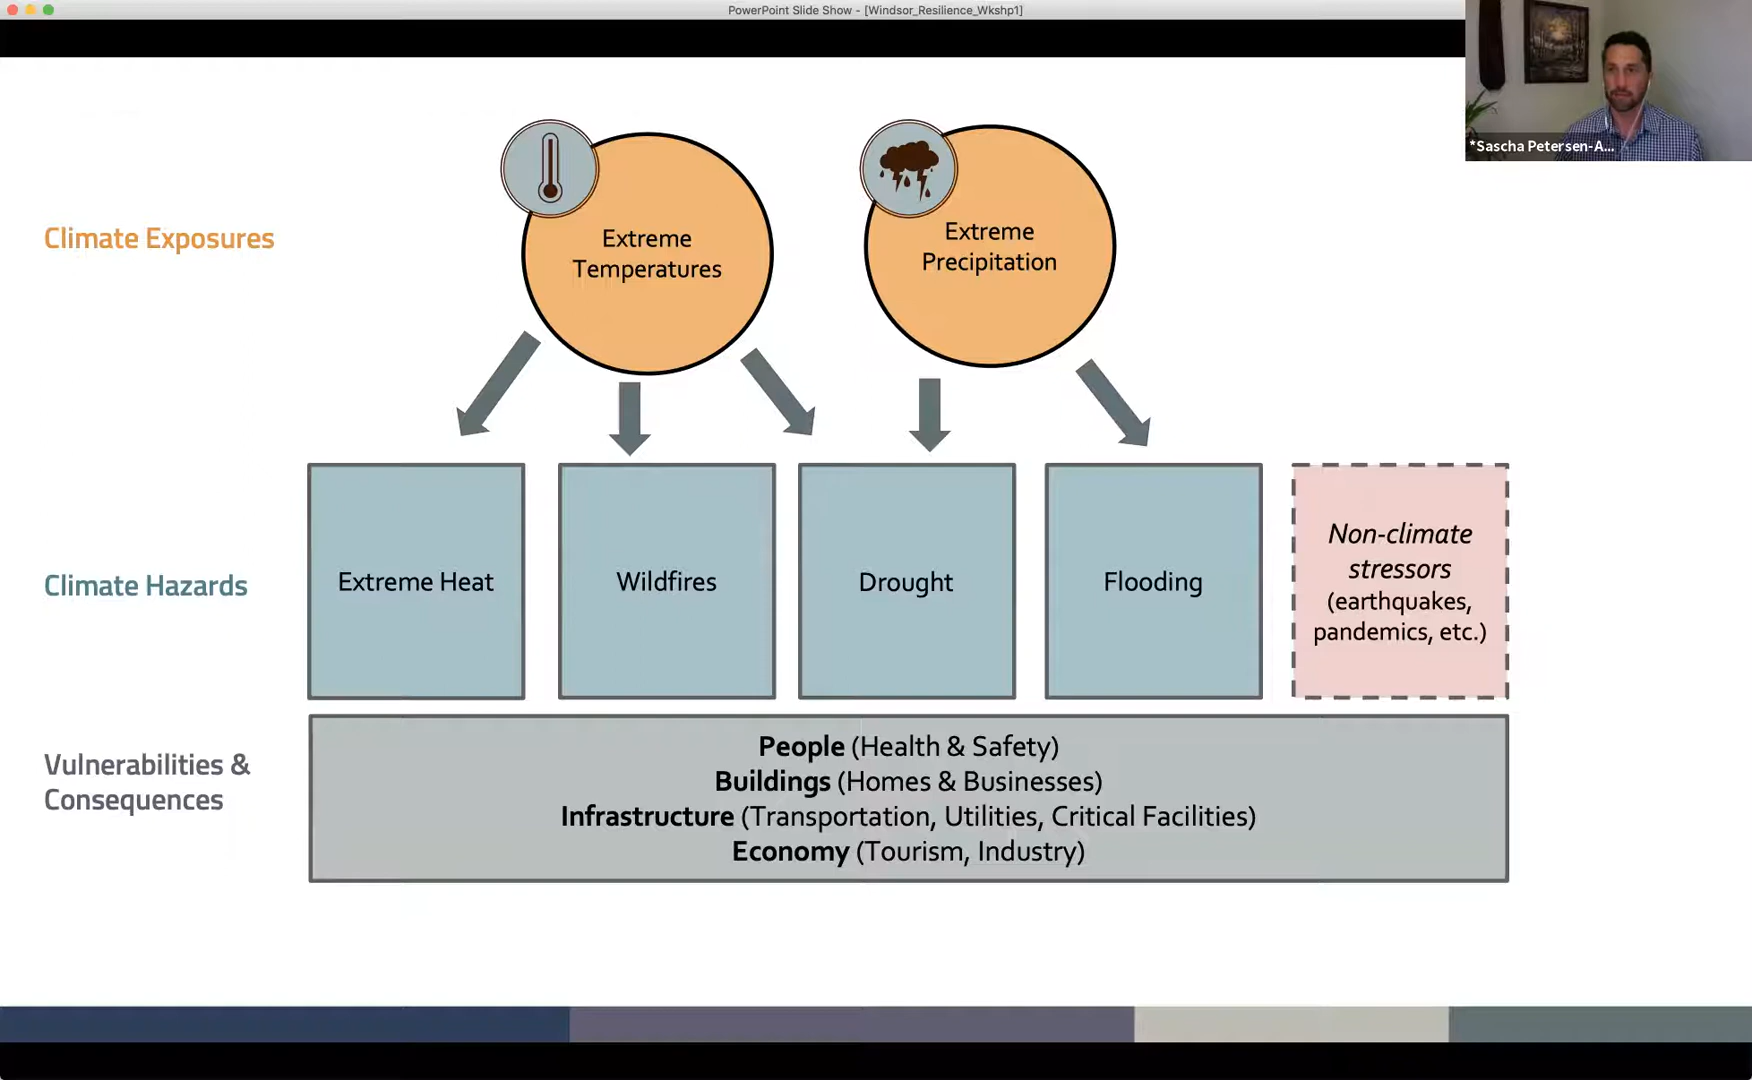 PowerPoint Slide Show - [Windsor_Resilience_Wkshp1]
*Sascha Petersen-A...
Climate Exposures
Extreme
Temperatures
Extreme
Precipitation
Climate Hazards
Extreme Heat
Wildfires
Drought
Flooding
Non-climate
stressors
(earthquakes,
pandemics, etc.)
Vulnerabilities &
Consequences
People (Health & Safety)
Buildings (Homes & Businesses)
Infrastructure (Transportation, Utilities, Critical Facilities)
Economy (Tourism, Industry)